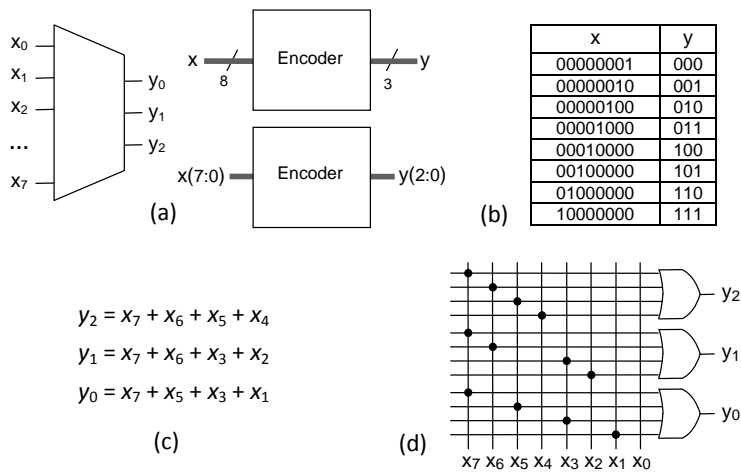 x₀
x₁
x₂
...
x₇
y₀
y₁
y₂
(a)
x
8
Encoder
3
y
x(7:0)
Encoder
y(2:0)
(b)
x y
00000001 000
00000010 001
00000100 010
00001000 011
00010000 100
00100000 101
01000000 110
10000000 111
y₂ = x₇ + x₆ + x₅ + x₄
y₁ = x₇ + x₆ + x₃ + x₂
y₀ = x₇ + x₅ + x₃ + x₁
(c)
(d)
y₂
y₁
y₀
x₇ x₆ x₅ x₄ x₃ x₂ x₁ x₀